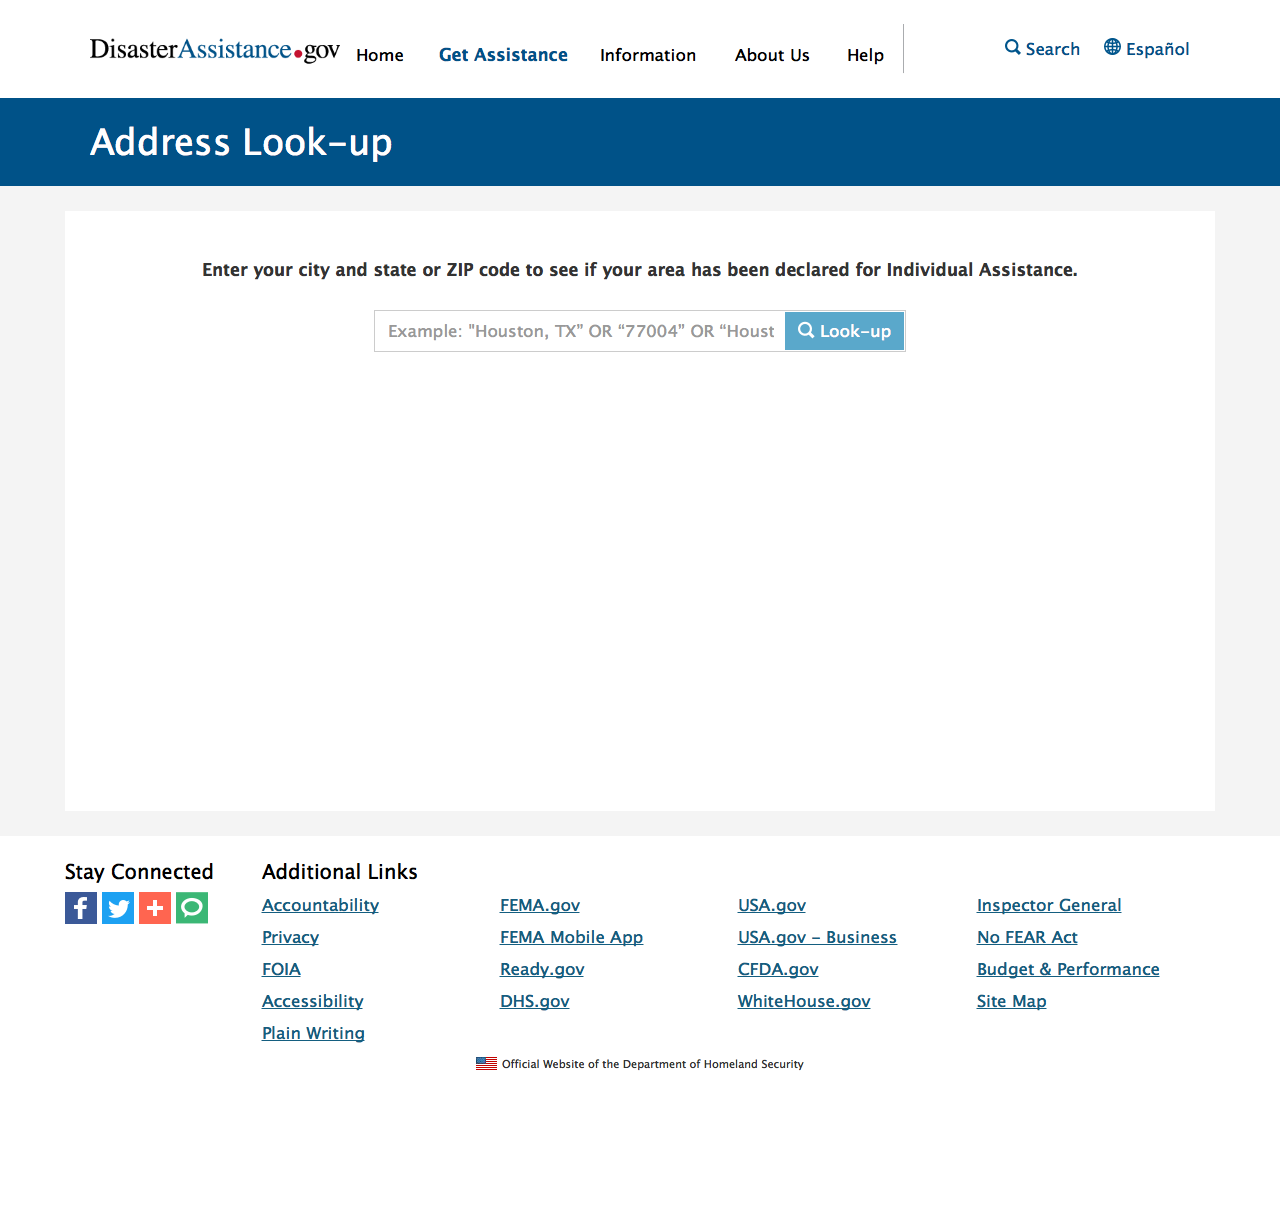 DisasterAssistance.gov Home Get Assistance Information About Us Help Search Español
Address Look-up
Enter your city and state or ZIP code to see if your area has been declared for Individual Assistance.
Example: "Houston, TX” OR “77004” OR “Houst Look-up
Stay Connected Additional Links
Accountability FEMA.gov USA.gov Inspector General
Privacy FEMA Mobile App USA.gov - Business No FEAR Act
FOIA Ready.gov CFDA.gov Budget & Performance
Accessibility DHS.gov WhiteHouse.gov Site Map
Plain Writing
Official Website of the Department of Homeland Security